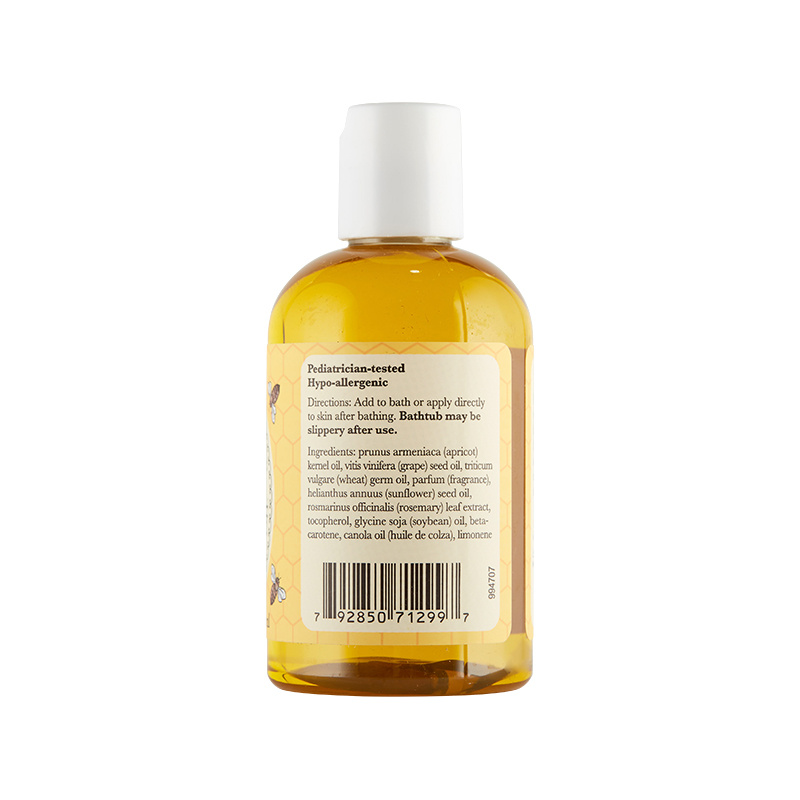 Pediatrician-tested
Hypo-allergenic
Directions: Add to bath or apply directly
to skin after bathing. Bathtub may be
slippery after use.
Ingredients: prunus armeniaca (apricot)
kernel oil, vitis vinifera (grape) seed oil, triticum
vulgare (wheat) germ oil, parfum (fragrance),
helianthus annuus (sunflower) seed oil,
rosmarinus officinalis (rosemary) leaf extract,
tocopherol, glycine soja (soybean) oil, beta-
carotene, canola oil (huile de colza), limonene
994707
7 92850 71299 7